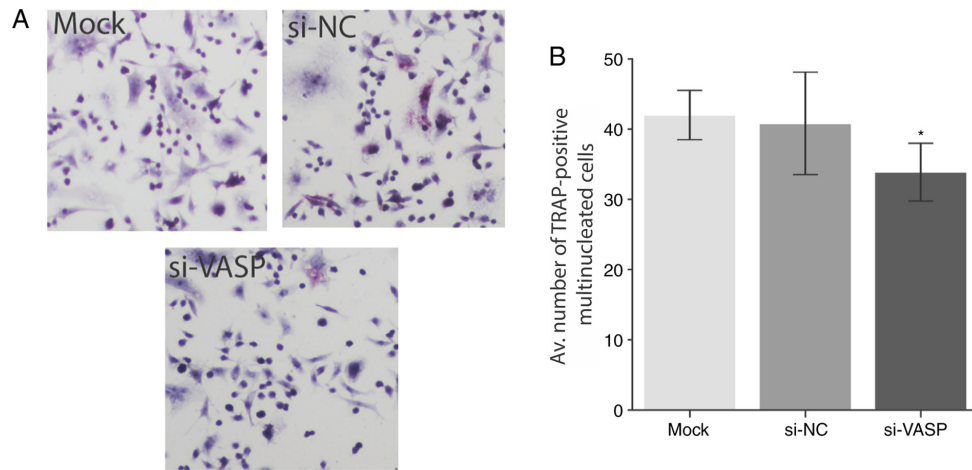 A
Mock
si-NC
si-VASP
B
Av. number of TRAP-positive
multinucleated cells
50
40
30
20
10
0
*
Mock
si-NC
si-VASP